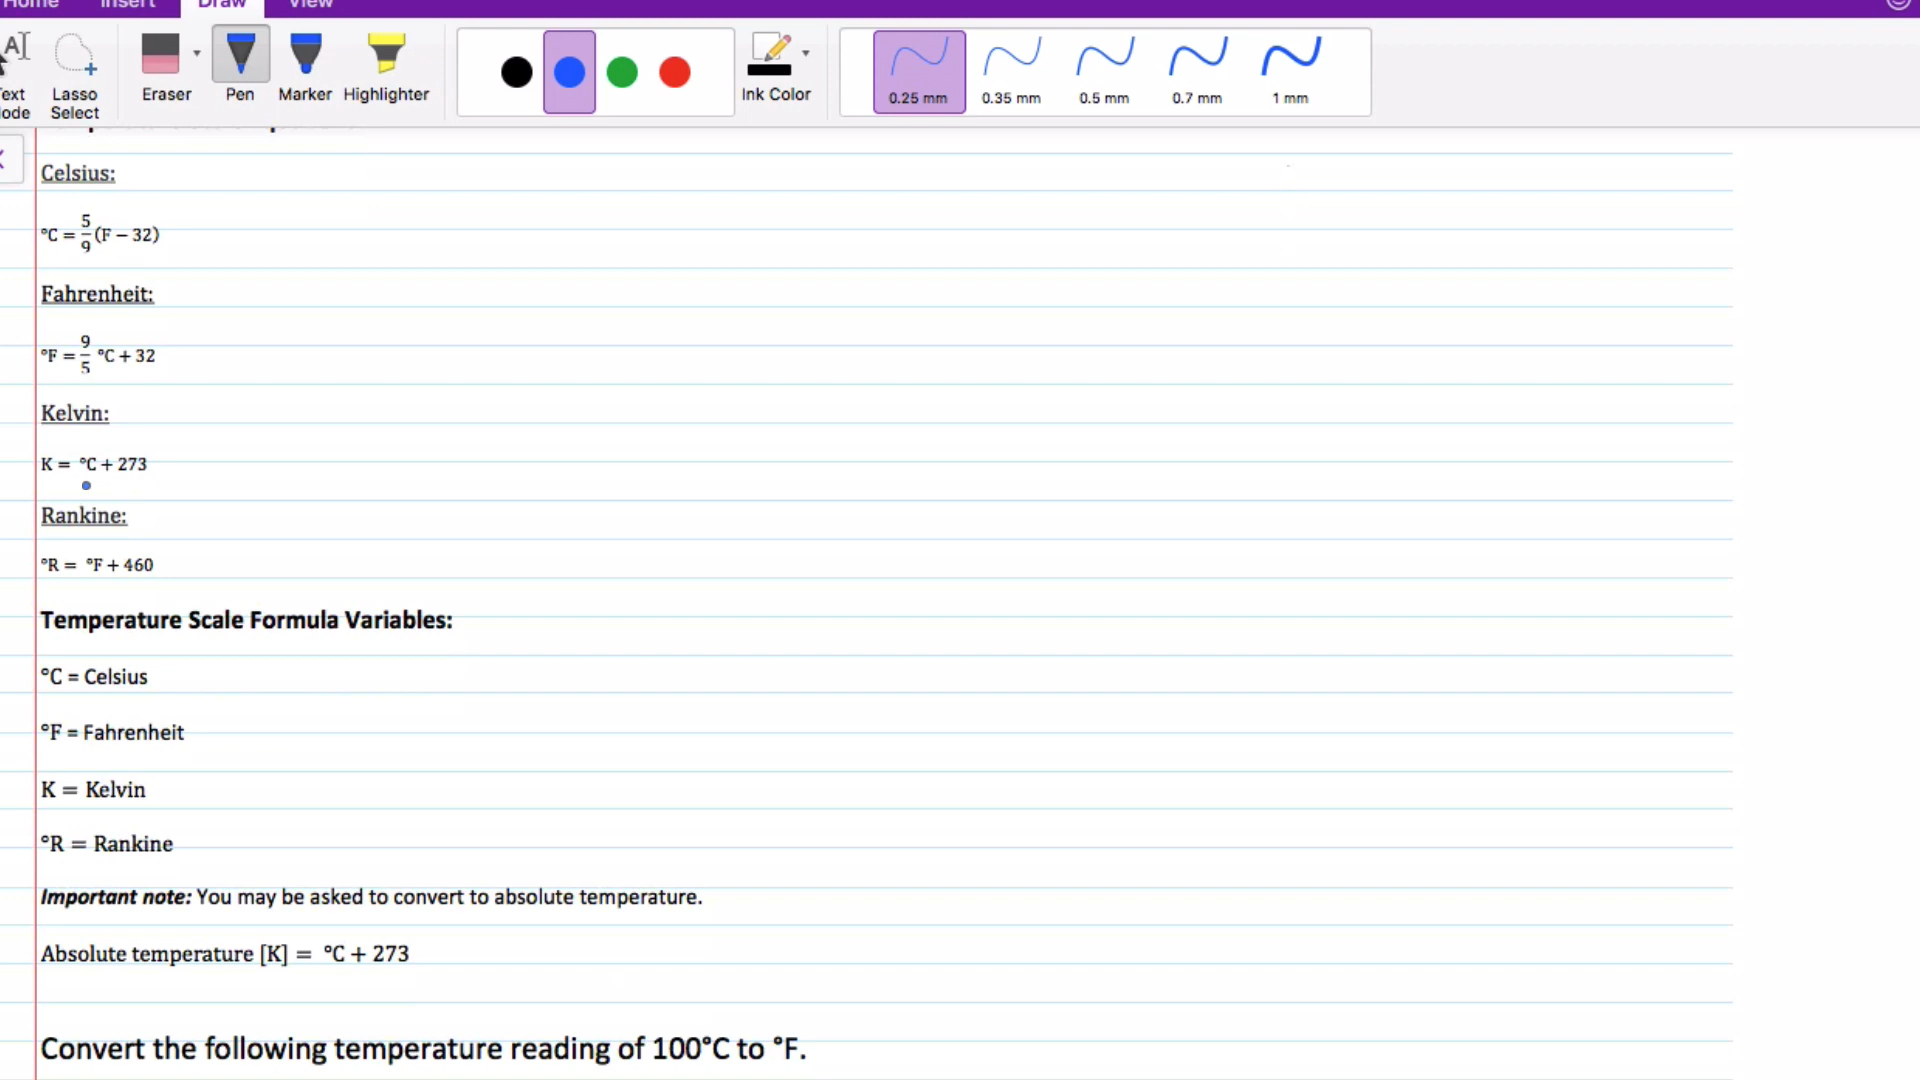 Home Insert Draw View
Text Mode
Lasso Select
Eraser
Pen
Marker
Highlighter
Ink Color
0.25 mm
0.35 mm
0.5 mm
0.7 mm
1 mm
Celsius:
°C = 5/9 (F – 32)
Fahrenheit:
°F = 9/5 °C + 32
Kelvin:
K = °C + 273
Rankine:
°R = °F + 460
Temperature Scale Formula Variables:
°C = Celsius
°F = Fahrenheit
K = Kelvin
°R = Rankine
Important note: You may be asked to convert to absolute temperature.
Absolute temperature [K] = °C + 273
Convert the following temperature reading of 100°C to °F.